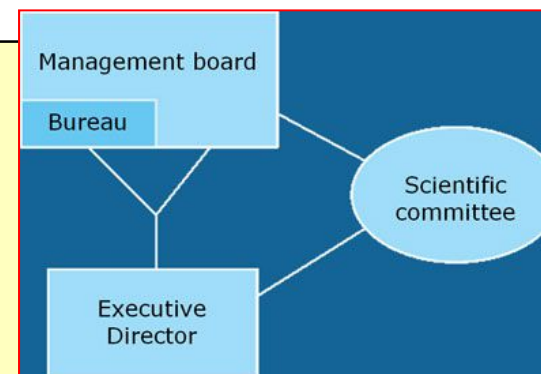 Management board
Bureau
Scientific
committee
Executive
Director